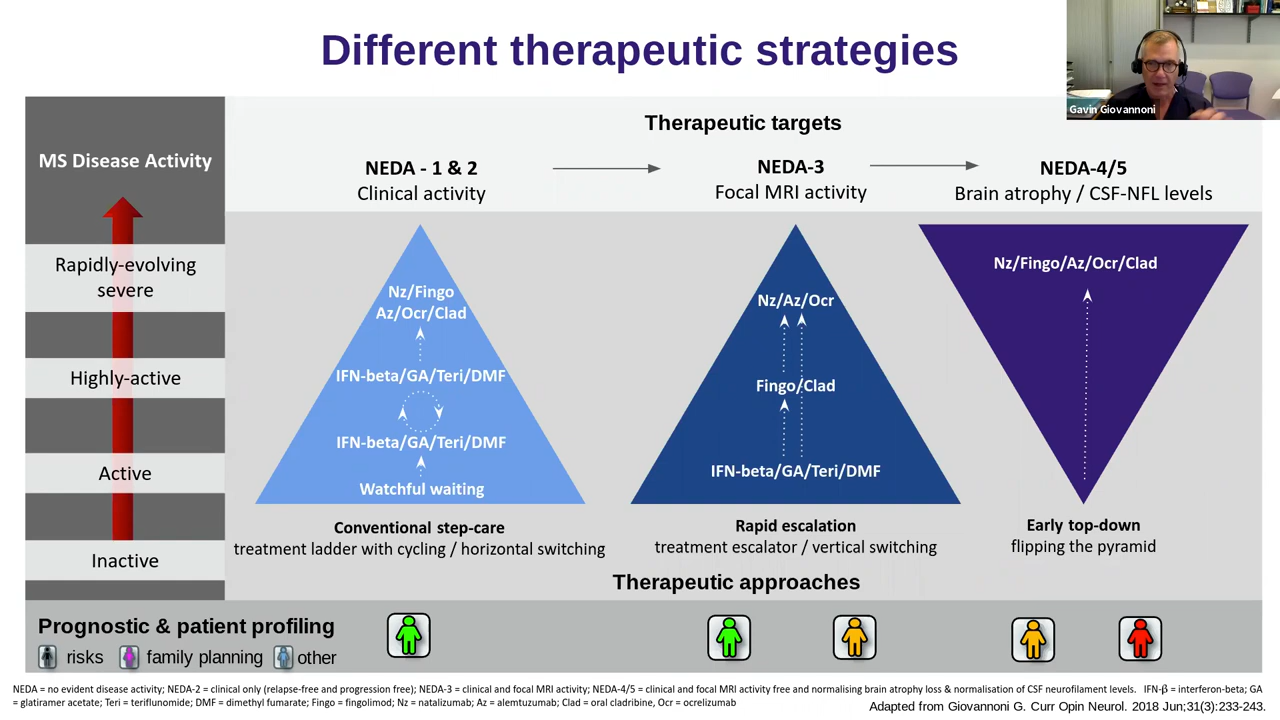 Different therapeutic strategies
Gavin Giovannoni
Therapeutic targets
MS Disease Activity
NEDA - 1 & 2
Clinical activity
NEDA-3
Focal MRI activity
NEDA-4/5
Brain atrophy / CSF-NFL levels
Rapidly-evolving
severe
Highly-active
Active
Inactive
Nz/Fingo
Az/Ocr/Clad
IFN-beta/GA/Teri/DMF
IFN-beta/GA/Teri/DMF
Watchful waiting
Nz/Az/Ocr
Fingo/Clad
IFN-beta/GA/Teri/DMF
Nz/Fingo/Az/Ocr/Clad
Conventional step-care
treatment ladder with cycling / horizontal switching
Rapid escalation
treatment escalator / vertical switching
Early top-down
flipping the pyramid
Therapeutic approaches
Prognostic & patient profiling
risks family planning other
NEDA = no evident disease activity; NEDA-2 = clinical only (relapse-free and progression free); NEDA-3 = clinical and focal MRI activity; NEDA-4/5 = clinical and focal MRI activity free and normalising brain atrophy loss & normalisation of CSF neurofilament levels. IFN-β = interferon-beta; GA
= glatiramer acetate; Teri = teriflunomide; DMF = dimethyl fumarate; Fingo = fingolimod; Nz = natalizumab; Az = alemtuzumab; Clad = oral cladribine, Ocr = ocrelizumab
Adapted from Giovannoni G. Curr Opin Neurol. 2018 Jun;31(3):233-243.